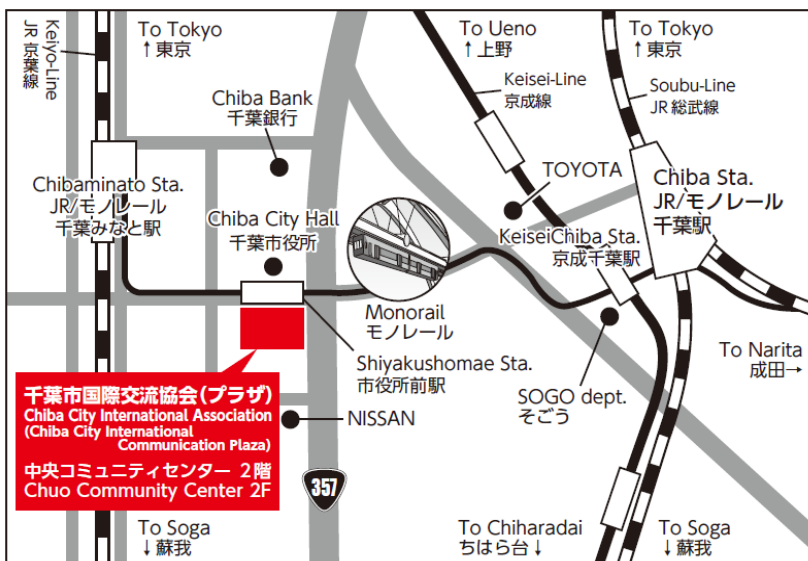 Keiyo-Line
JR 京葉線
To Tokyo
↑東京
To Ueno
↑上野
To Tokyo
↑東京
Keisei-Line
京成線
Soubu-Line
JR 総武線
Chiba Bank
千葉銀行
TOYOTA
Chibaminato Sta.
JR/モノレール
千葉みなと駅
Chiba Sta.
JR/モノレール
千葉駅
Chiba City Hall
千葉市役所
KeiseiChiba Sta.
京成千葉駅
Monorail
モノレール
Shiyakushomae Sta.
市役所前駅
To Narita
成田→
SOGO dept.
そごう
千葉市国際交流協会(プラザ)
Chiba City International Association
(Chiba City International
Communication Plaza)
中央コミュニティセンター 2階
Chuo Community Center 2F
NISSAN
357
To Soga
↓蘇我
To Chiharadai
ちはら台↓
To Soga
↓蘇我